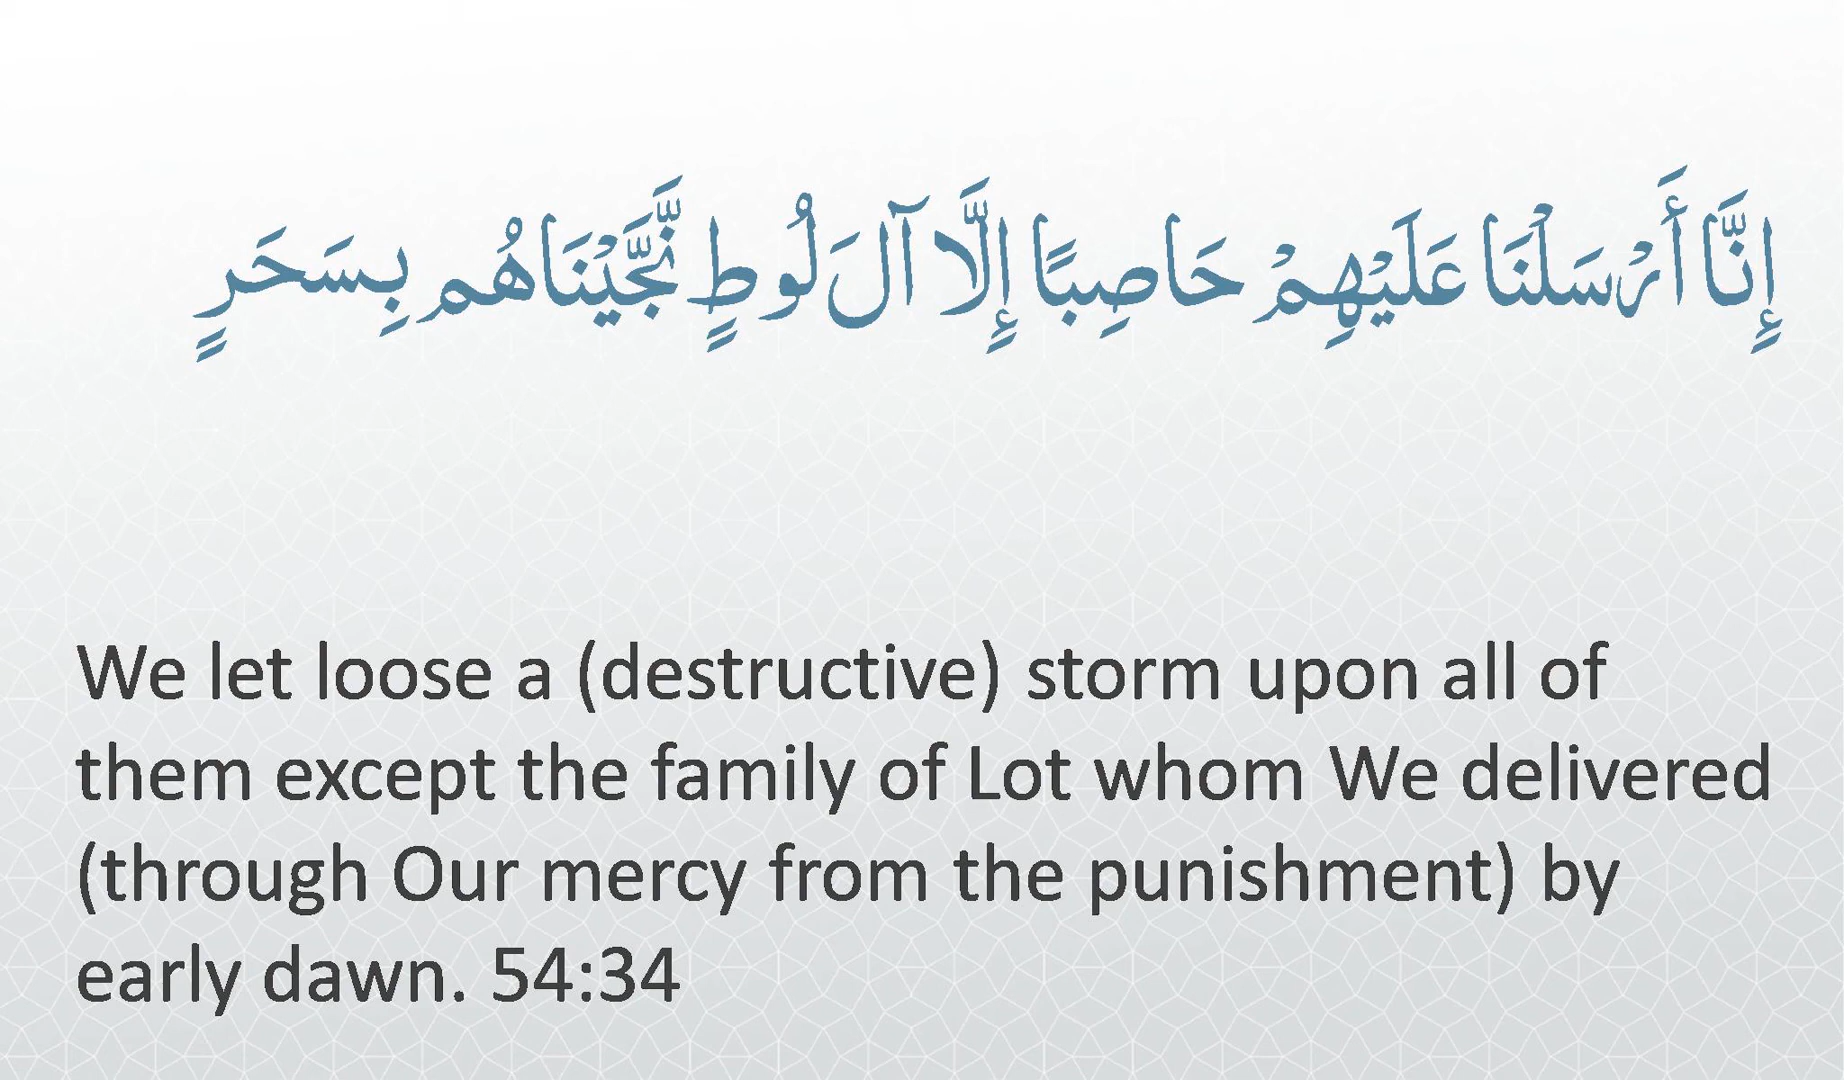 إِنَّا أَرْسَلْنَا عَلَيْهِمْ حَاصِبًا إِلَّا آلَ لُوطٍ نَّجَّيْنَاهُم بِسَحَرٍ
We let loose a (destructive) storm upon all of
them except the family of Lot whom We delivered
(through Our mercy from the punishment) by
early dawn. 54:34